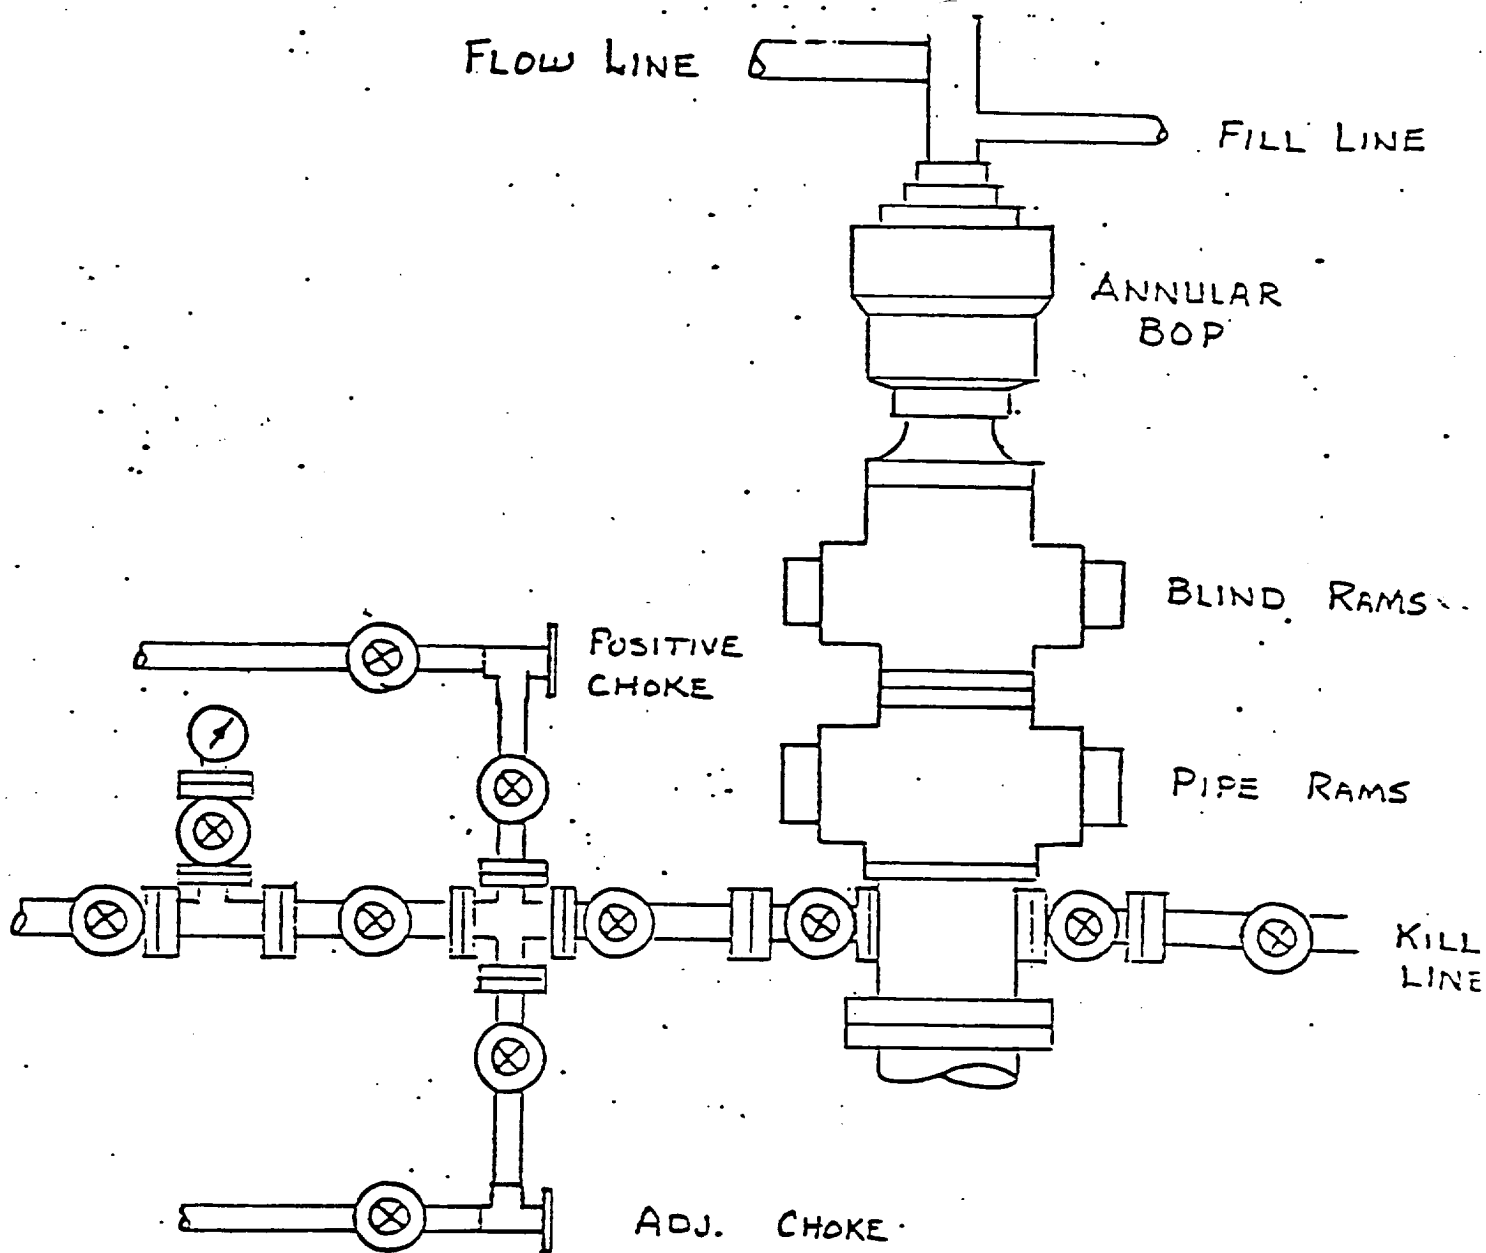 FLOW LINE
FILL LINE
ANNULAR
BOP
BLIND RAMS
POSITIVE
CHOKE
PIPE RAMS
KILL
LINE
ADJ. CHOKE